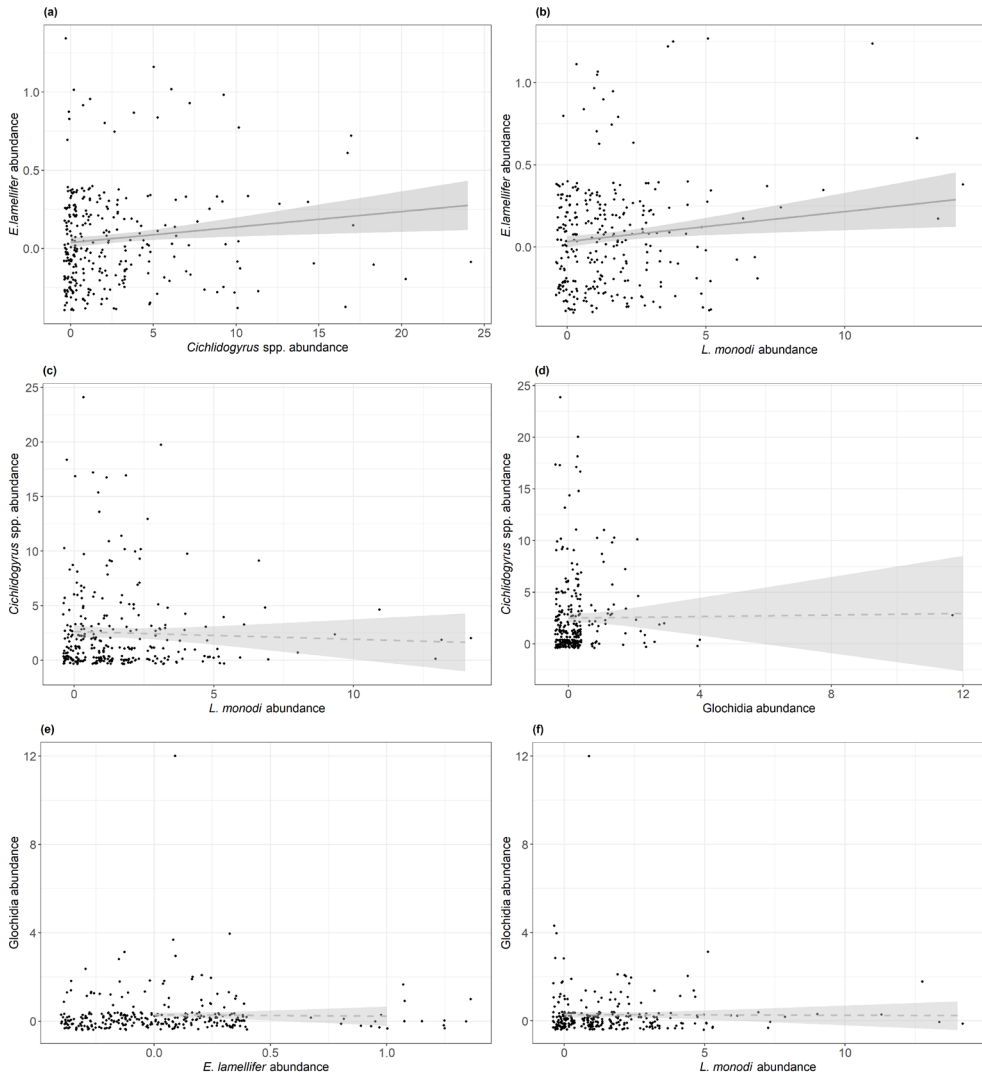 (a)
(b)
1.0
0.5
0.0
E.lamellifer abundance
0
5
10
15
20
25
Cichlidogyrus spp. abundance
1.0
0.5
0.0
E.lamellifer abundance
0
5
10
L. monodi abundance
(c)
(d)
25
20
15
10
5
0
Cichlidogyrus spp. abundance
0
5
10
L. monodi abundance
25
20
15
10
5
0
Cichlidogyrus spp. abundance
0
4
8
12
Glochidia abundance
(e)
(f)
12
8
4
0
Glochidia abundance
0.0
0.5
1.0
E. lamellifer abundance
12
8
4
0
Glochidia abundance
0
5
10
L. monodi abundance